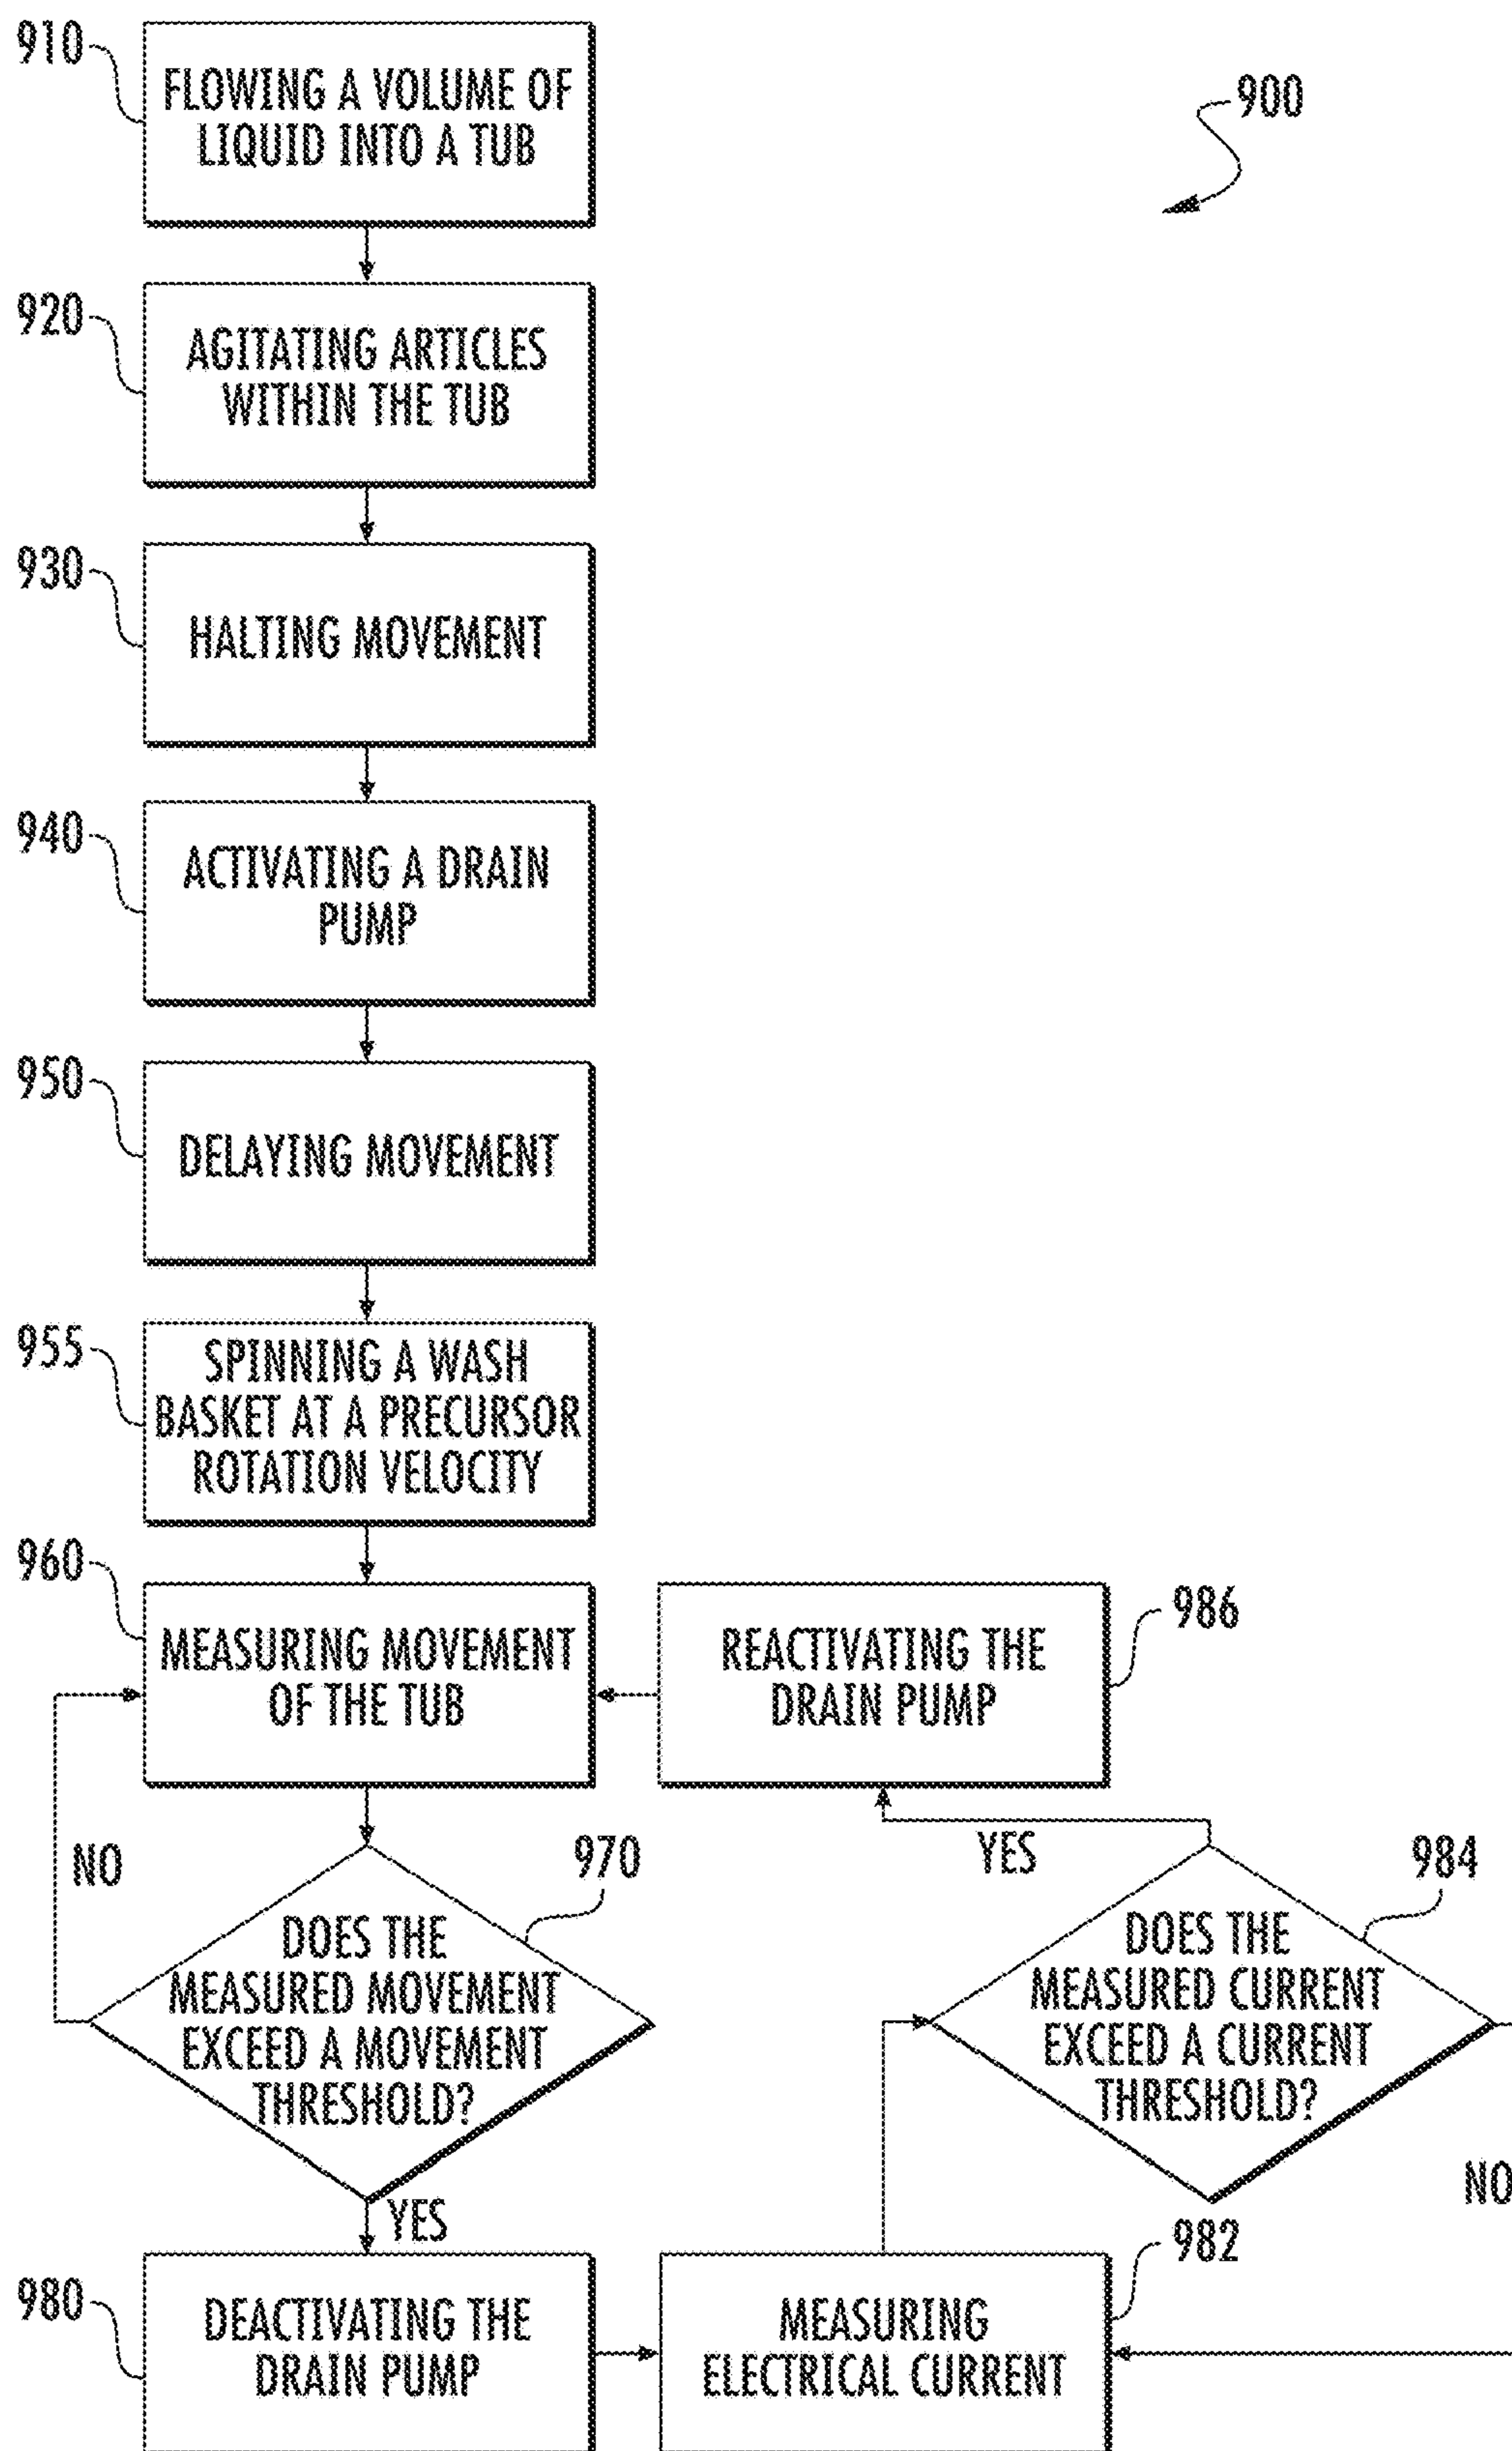 910
FLOWING A VOLUME OF
LIQUID INTO A TUB
900
920
AGITATING ARTICLES
WITHIN THE TUB
930
HALTING MOVEMENT
940
ACTIVATING A DRAIN
PUMP
950
DELAYING MOVEMENT
955
SPINNING A WASH
BASKET AT A PRECURSOR
ROTATION VELOCITY
960
MEASURING MOVEMENT
OF THE TUB
REACTIVATING THE
DRAIN PUMP
986
NO
970
DOES THE
MEASURED MOVEMENT
EXCEED A MOVEMENT
THRESHOLD?
YES
YES
984
DOES THE
MEASURED CURRENT
EXCEED A CURRENT
THRESHOLD?
NO
980
DEACTIVATING THE
DRAIN PUMP
982
MEASURING
ELECTRICAL CURRENT